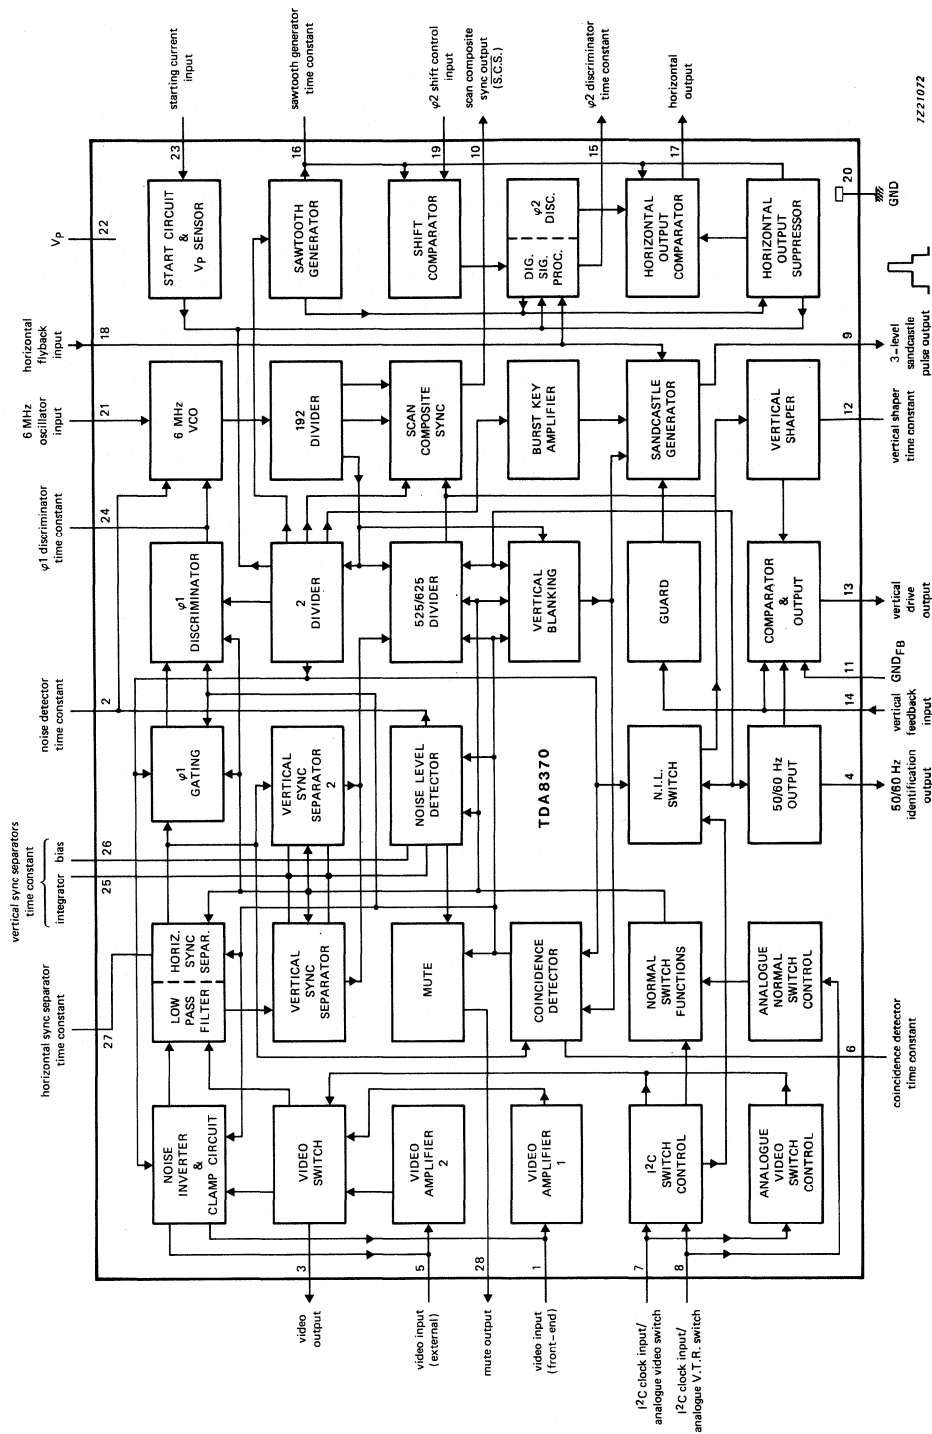 vertical sync separators
time constant
horizontal sync separator
time constant
27
integrator
25
bias
26
noise detector
time constant
2
φ1 discriminator
time constant
24
6 MHz
oscillator
input
21
horizontal
flyback
input
18
VP
22
NOISE
INVERTER
&
CLAMP CIRCUIT
LOW
PASS
FILTER
HORIZ.
SYNC
SEPAR.
φ1
GATING
φ1
DISCRIMINATOR
6 MHz
VCO
START CIRCUIT
&
VP SENSOR
23
starting current
input
3
video
output
VIDEO
SWITCH
VERTICAL
SYNC
SEPARATOR
VERTICAL
SYNC
SEPARATOR
2
2
DIVIDER
192
DIVIDER
SAWTOOTH
GENERATOR
16
sawtooth generator
time constant
5
video input
(external)
VIDEO
AMPLIFIER
2
MUTE
NOISE LEVEL
DETECTOR
525/625
DIVIDER
SCAN
COMPOSITE
SYNC
SHIFT
COMPARATOR
19
φ2 shift control
input
10
scan composite
sync output
(S.C.S.)
28
mute output
1
video input
(front-end)
VIDEO
AMPLIFIER
1
COINCIDENCE
DETECTOR
TDA8370
VERTICAL
BLANKING
BURST KEY
AMPLIFIER
DIG.
SIG.
PROC.
φ2
DISC.
15
φ2 discriminator
time constant
7
I2C clock input/
analogue video switch
I2C
SWITCH
CONTROL
NORMAL
SWITCH
FUNCTIONS
N.I.L.
SWITCH
GUARD
SANDCASTLE
GENERATOR
HORIZONTAL
OUTPUT
COMPARATOR
17
horizontal
output
8
I2C clock input/
analogue V.T.R. switch
ANALOGUE
VIDEO
SWITCH
CONTROL
ANALOGUE
NORMAL
SWITCH
CONTROL
50/60 Hz
OUTPUT
COMPARATOR
&
OUTPUT
VERTICAL
SHAPER
HORIZONTAL
OUTPUT
SUPPRESSOR
6
coincidence detector
time constant
4
50/60 Hz
identification
output
14
vertical
feedback
input
11
GNDFB
13
vertical
drive
output
12
vertical shaper
time constant
9
3-level
sandcastle
pulse output
20
GND
7Z21072